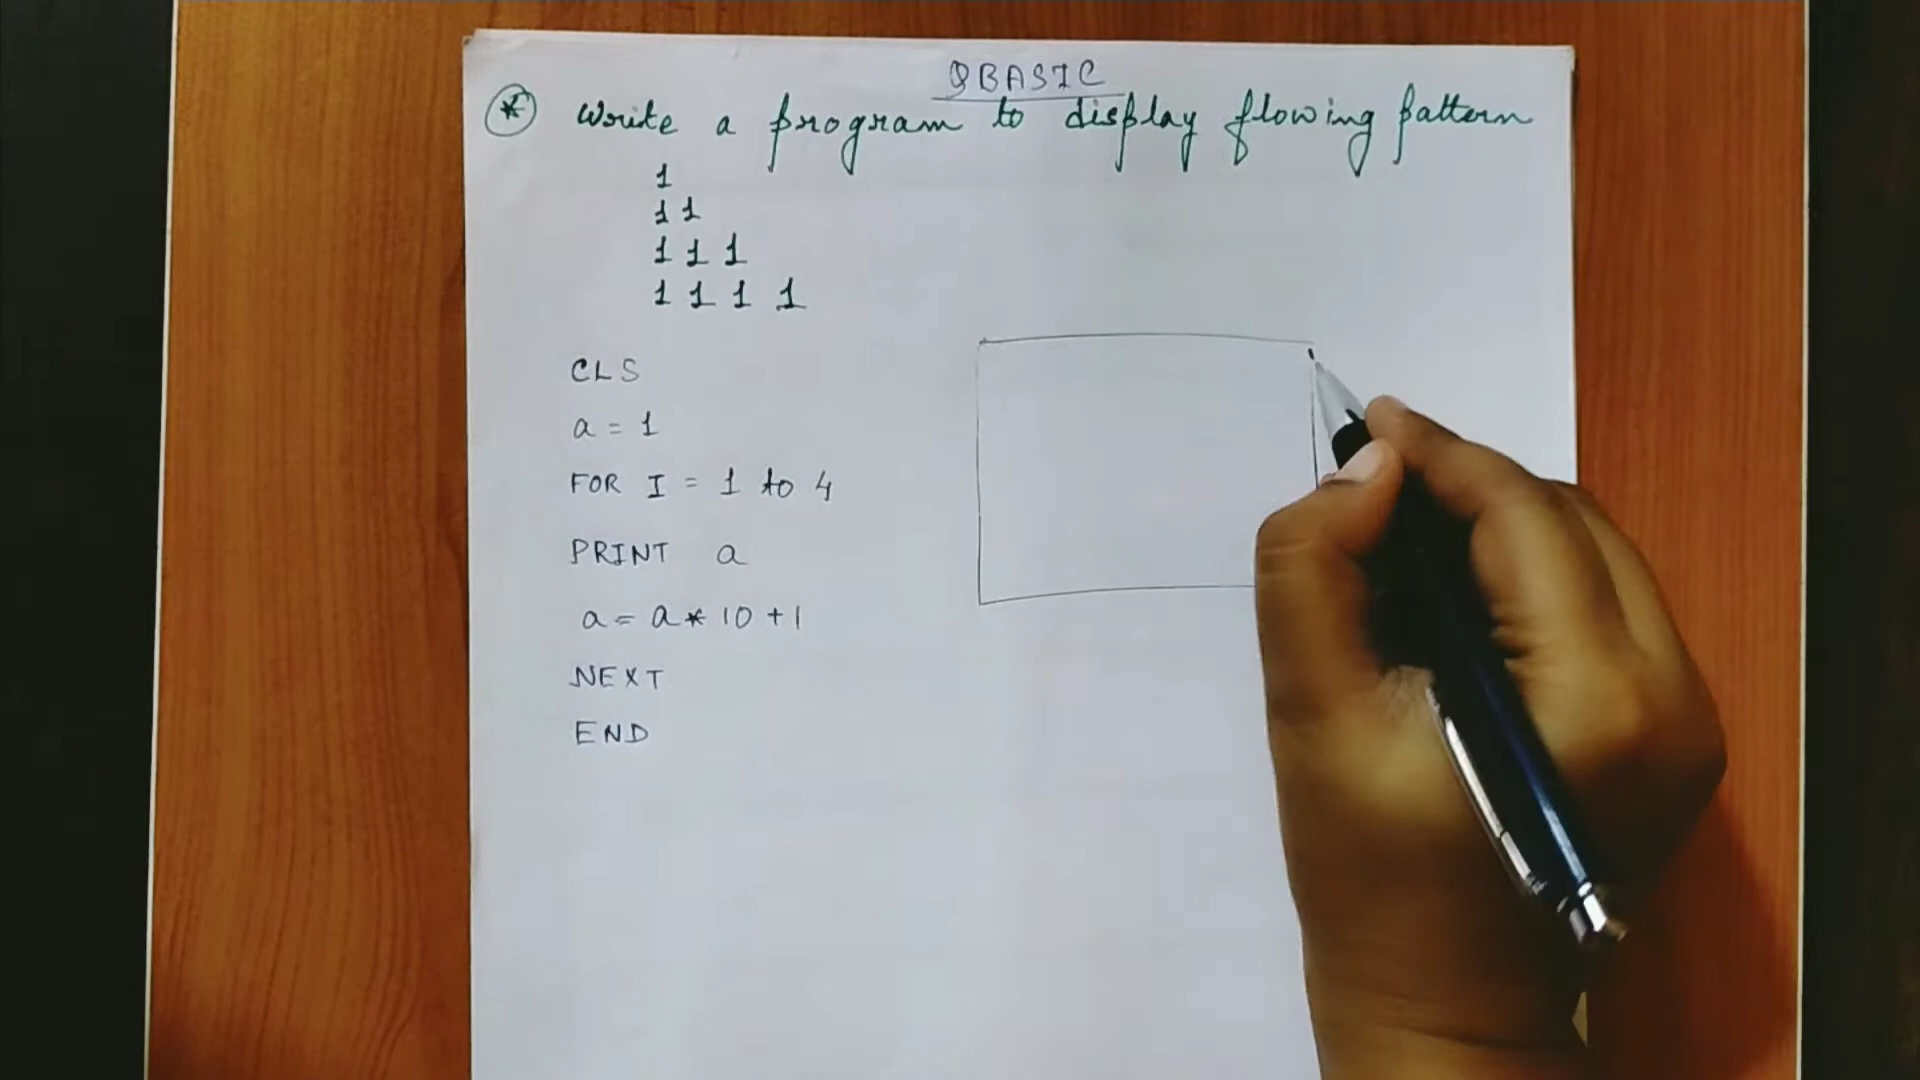 QBASIC
* Write a program to display flowing pattern
1
1 1
1 1 1
1 1 1 1
CLS
a = 1
FOR I = 1 to 4
PRINT a
a = a * 10 + 1
NEXT
END